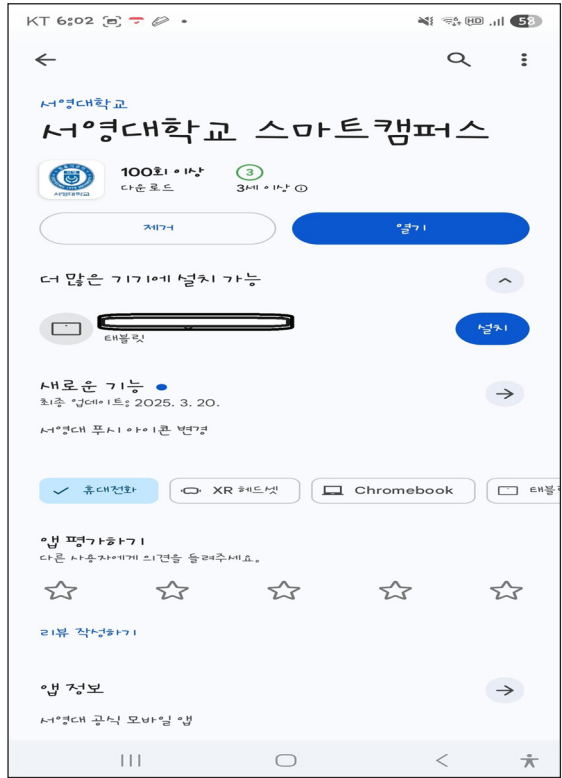 KT 6:02
HD 58
서영대학교
서영대학교 스마트캠퍼스
서영대학교
100회 이상
다운로드
3
3세 이상
제거
열기
더 많은 기기에 설치 가능
태블릿
설치
새로운 기능
최종 업데이트: 2025. 3. 20.
서영대 푸시 아이콘 변경
휴대전화
XR 헤드셋
Chromebook
태블
앱 평가하기
다른 사용자에게 의견을 들려주세요.
리뷰 작성하기
앱 정보
서영대 공식 모바일 앱